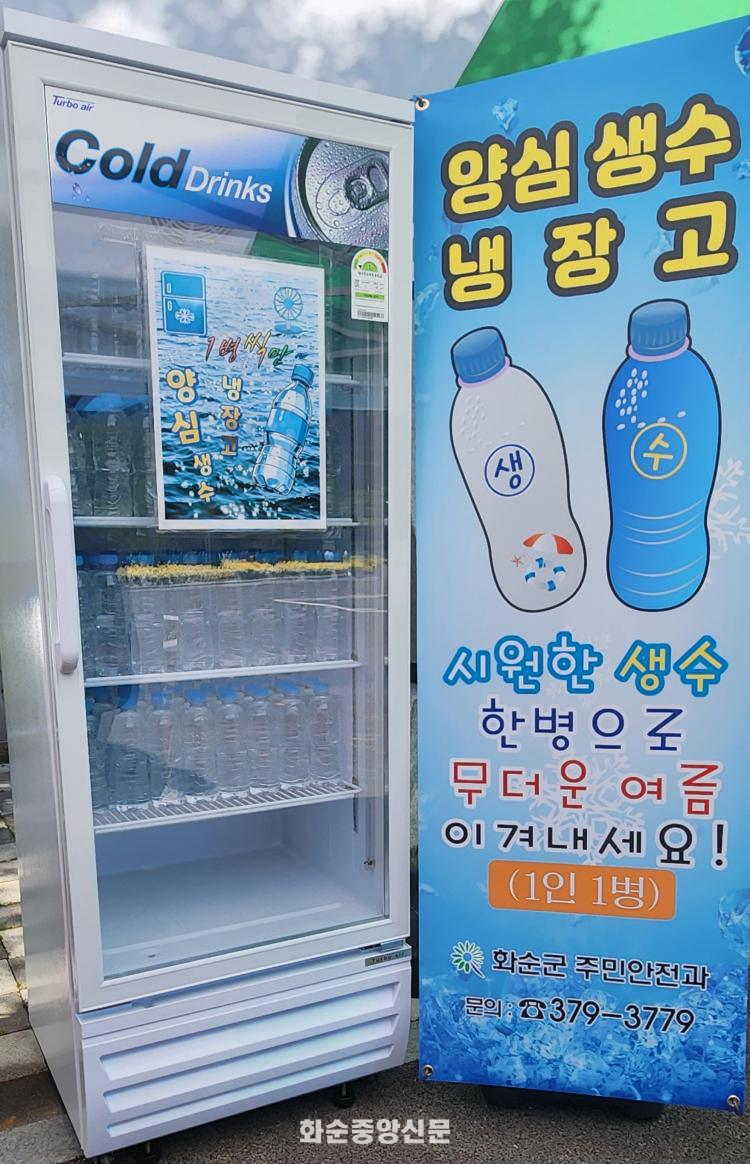 Turbo air
Cold Drinks
1병씩만~
양심 생수
냉장고
양심 생수
냉장고
생
수
시원한 생수
한병으로
무더운 여름
이겨내세요!
(1인 1병)
화순군 주민안전과
문의 : ☎379-3779
Turbo air
화순중앙신문